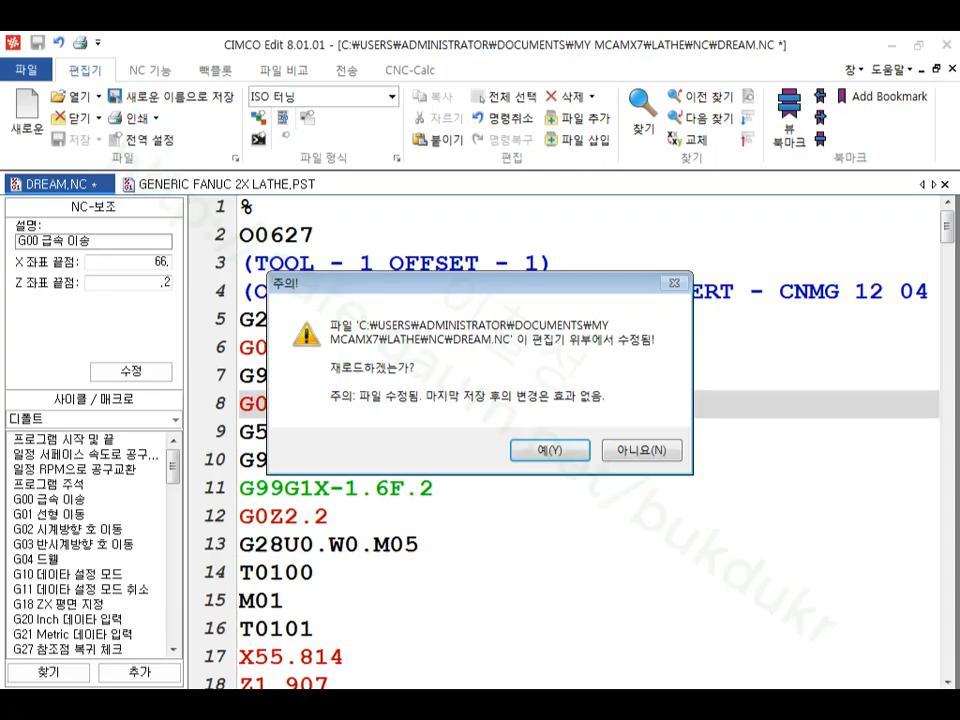 CIMCO Edit 8.01.01 - [C:₩USERS₩ADMINISTRATOR₩DOCUMENTS₩MY MCAMX7₩LATHE₩NC₩DREAM.NC *]
파일 편집기 NC 기능 백플롯 파일 비교 전송 CNC-Calc 창 도움말
새로운
열기 새로운 이름으로 저장
닫기 인쇄
저장 전역 설정
파일
ISO 터닝
파일 형식
복사 전체 선택 삭제
자르기 명령취소 파일 추가
붙이기 명령복구 파일 삽입
편집
찾기
이전 찾기
다음 찾기
교체
찾기
뷰
북마크
Add Bookmark
북마크
DREAM.NC * GENERIC FANUC 2X LATHE.PST
NC-보조
설명:
G00 급속 이송
X 좌표 끝점: 66.
Z 좌표 끝점: .2
수정
사이클 / 매크로
디폴트
프로그램 시작 및 끝
일정 서페이스 속도로 공구...
일정 RPM으로 공구교환
프로그램 주석
G00 급속 이송
G01 선형 이동
G02 시계방향 호 이동
G03 반시계방향 호 이동
G04 드웰
G10 데이타 설정 모드
G11 데이타 설정 모드 취소
G18 ZX 평면 지정
G20 Inch 데이타 입력
G21 Metric 데이타 입력
G27 참조점 복귀 체크
찾기 추가
1 %
2 O0627
3 (TOOL - 1 OFFSET - 1)
4 (O ERT - CNMG 12 04
5 G2
6 G0
7 G9
8 G0
9 G5
10 G9
11 G99G1X-1.6F.2
12 G0Z2.2
13 G28U0.W0.M05
14 T0100
15 M01
16 T0101
17 X55.814
18 Z1.907
주의!
파일 'C:₩USERS₩ADMINISTRATOR₩DOCUMENTS₩MY
MCAMX7₩LATHE₩NC₩DREAM.NC' 이 편집기 위부에서 수정됨!
재로드하겠는가?
주의: 파일 수정됨. 마지막 저장 후의 변경은 효과 없음.
예(Y) 아니요(N)